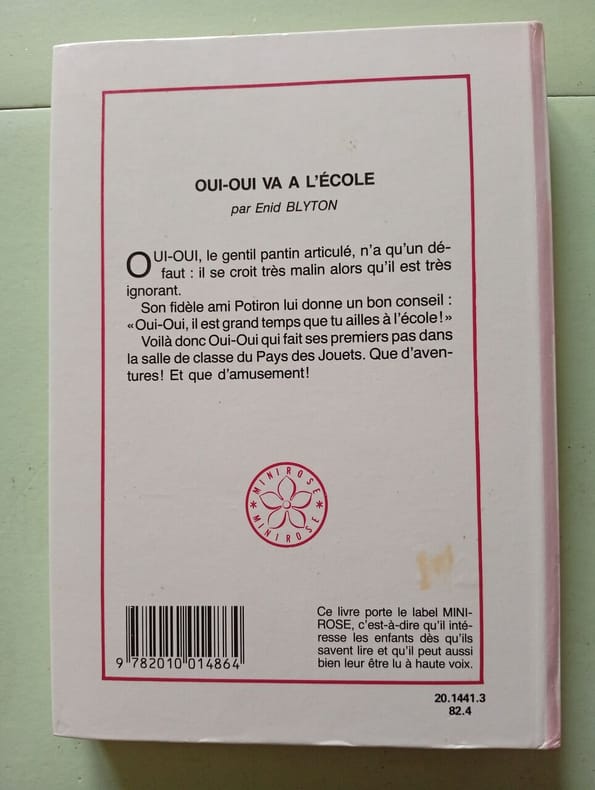 OUI-OUI VA A L'ÉCOLE
par Enid BLYTON
OUI-OUI, le gentil pantin articulé, n'a qu'un dé-
faut : il se croit très malin alors qu'il est très
ignorant.
Son fidèle ami Potiron lui donne un bon conseil :
«Oui-Oui, il est grand temps que tu ailles à l'école!»
Voilà donc Oui-Oui qui fait ses premiers pas dans
la salle de classe du Pays des Jouets. Que d'aven-
tures! Et que d'amusement!
MINIROSE
MINIROSE
Ce livre porte le label MINI-
ROSE, c'est-à-dire qu'il inté-
resse les enfants dès qu'ils
savent lire et qu'il peut aussi
bien leur être lu à haute voix.
9 782010 014864
20.1441.3
82.4